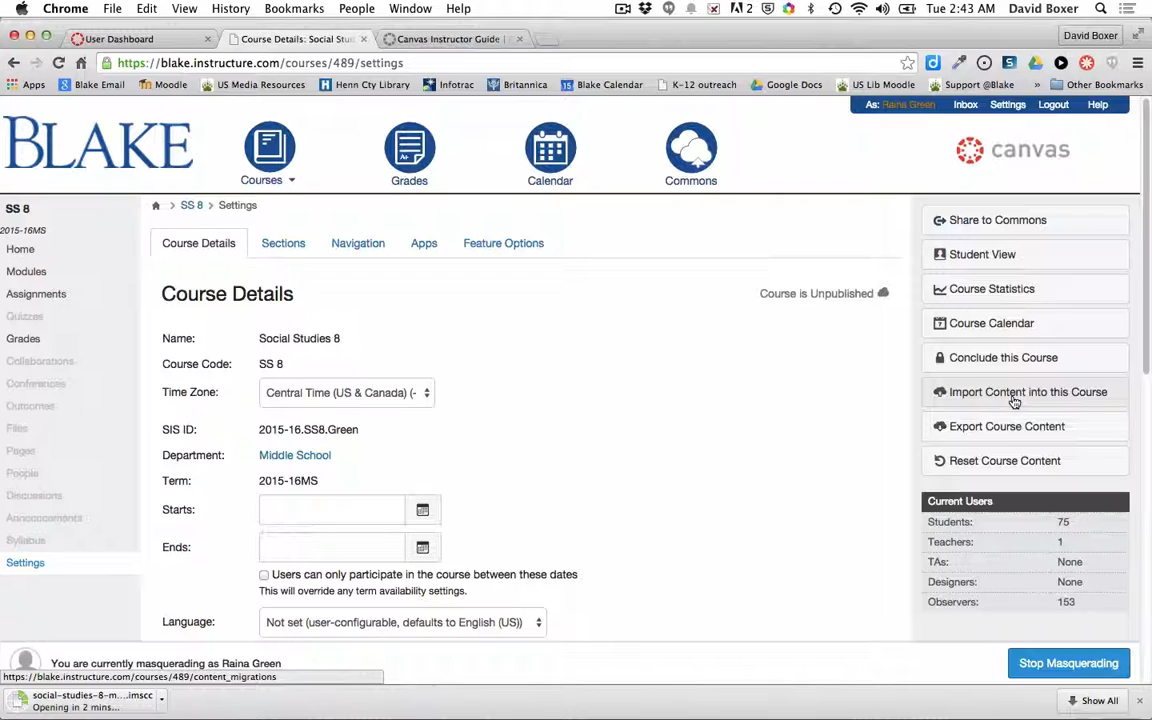 Chrome File Edit View History Bookmarks People Window Help 2 5 Tue 2:43 AM David Boxer
User Dashboard × Course Details: Social Stu × Canvas Instructor Guide | × David Boxer
https://blake.instructure.com/courses/489/settings
Apps Blake Email Moodle US Media Resources Henn Cty Library Infotrac Britannica Blake Calendar K-12 outreach Google Docs US Lib Moodle Support @Blake » Other Bookmarks
As: Raina Green Inbox Settings Logout Help
BLAKE
Courses Grades Calendar Commons
canvas
SS 8
2015-16MS
Home
Modules
Assignments
Quizzes
Grades
Collaborations
Conferences
Outcomes
Files
Pages
People
Discussions
Announcements
Syllabus
Settings
> SS 8 > Settings
Course Details Sections Navigation Apps Feature Options
Course Details
Course is Unpublished
Name: Social Studies 8
Course Code: SS 8
Time Zone: Central Time (US & Canada) (-
SIS ID: 2015-16.SS8.Green
Department: Middle School
Term: 2015-16MS
Starts:
Ends:
Users can only participate in the course between these dates
This will override any term availability settings.
Language: Not set (user-configurable, defaults to English (US))
Share to Commons
Student View
Course Statistics
Course Calendar
Conclude this Course
Import Content into this Course
Export Course Content
Reset Course Content
Current Users
Students: 75
Teachers: 1
TAs: None
Designers: None
Observers: 153
You are currently masquerading as Raina Green
Stop Masquerading
https://blake.instructure.com/courses/489/content_migrations
social-studies-8-m....imscc
Opening in 2 mins...
Show All ×